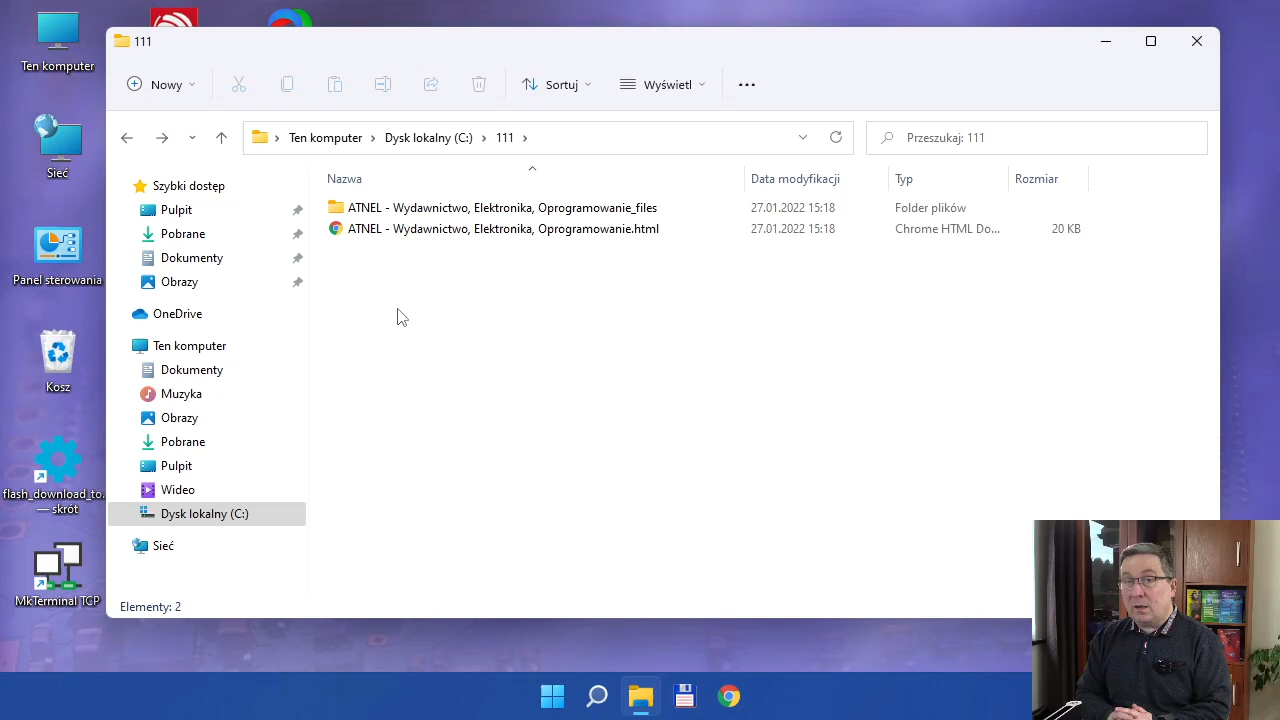 Ten komputer
Sieć
Panel sterowania
Kosz
flash_download_to...
— skrót
MkTerminal TCP
111
Nowy
Sortuj
Wyświetl
Ten komputer
Dysk lokalny (C:)
111
Przeszukaj: 111
Szybki dostęp
Pulpit
Pobrane
Dokumenty
Obrazy
OneDrive
Ten komputer
Dokumenty
Muzyka
Obrazy
Pobrane
Pulpit
Wideo
Dysk lokalny (C:)
Sieć
Nazwa Data modyfikacji Typ Rozmiar
ATNEL - Wydawnictwo, Elektronika, Oprogramowanie_files 27.01.2022 15:18 Folder plików
ATNEL - Wydawnictwo, Elektronika, Oprogramowanie.html 27.01.2022 15:18 Chrome HTML Do... 20 KB
Elementy: 2